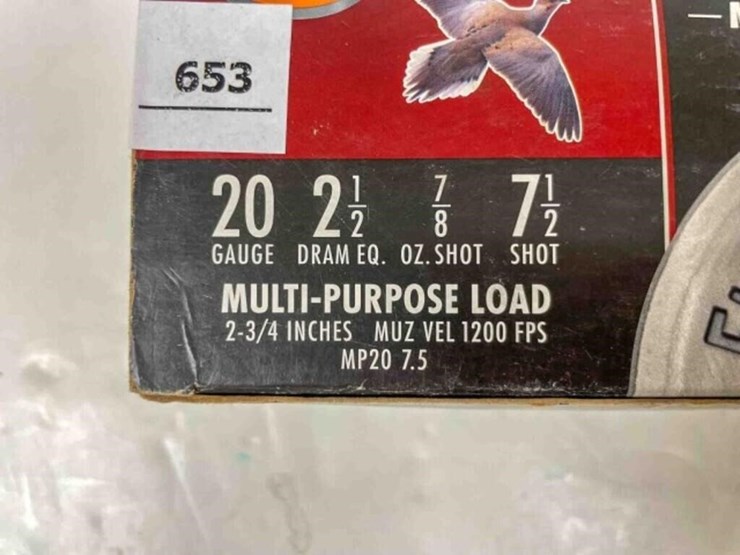 653
20 2 1/2 7/8 7 1/2
GAUGE DRAM EQ. OZ. SHOT SHOT
MULTI-PURPOSE LOAD
2-3/4 INCHES MUZ VEL 1200 FPS
MP20 7.5